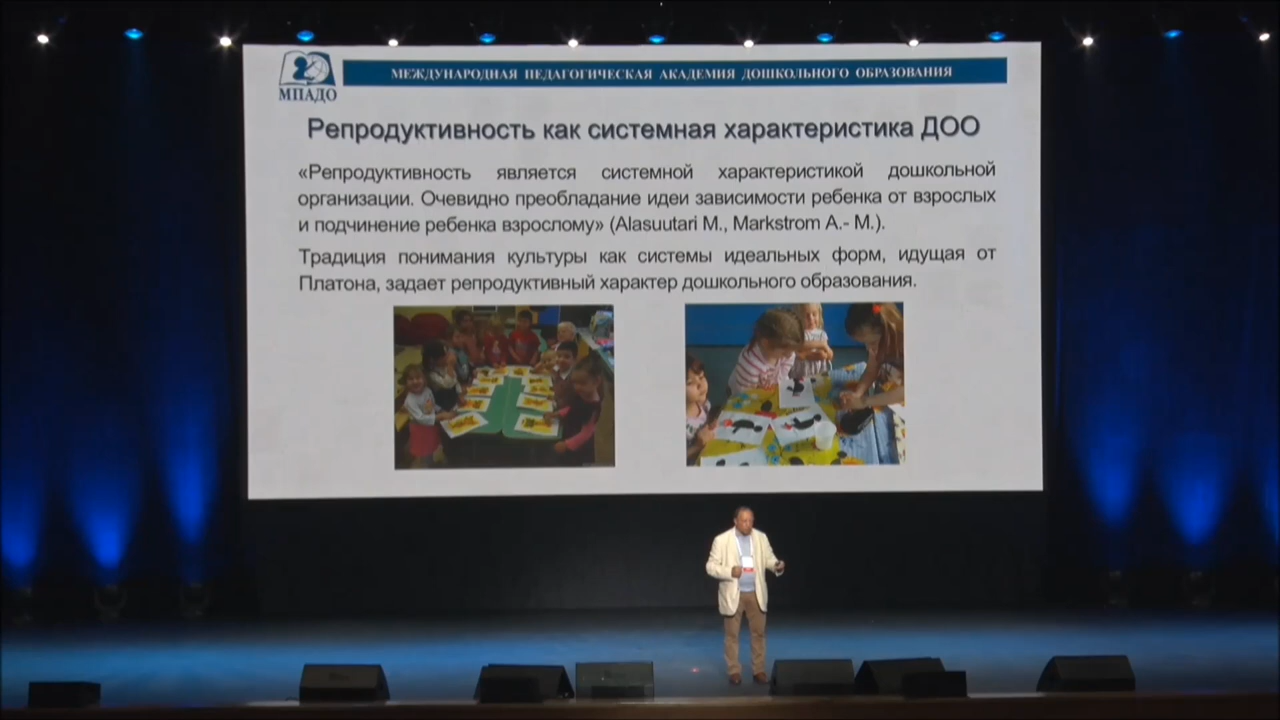 МЕЖДУНАРОДНАЯ ПЕДАГОГИЧЕСКАЯ АКАДЕМИЯ ДОШКОЛЬНОГО ОБРАЗОВАНИЯ
МПАДО
Репродуктивность как системная характеристика ДОО
«Репродуктивность является системной характеристикой дошкольной
организации. Очевидно преобладание идеи зависимости ребенка от взрослых
и подчинение ребенка взрослому» (Alasuutari M., Markstrom A.- M.).
Традиция понимания культуры как системы идеальных форм, идущая от
Платона, задает репродуктивный характер дошкольного образования.